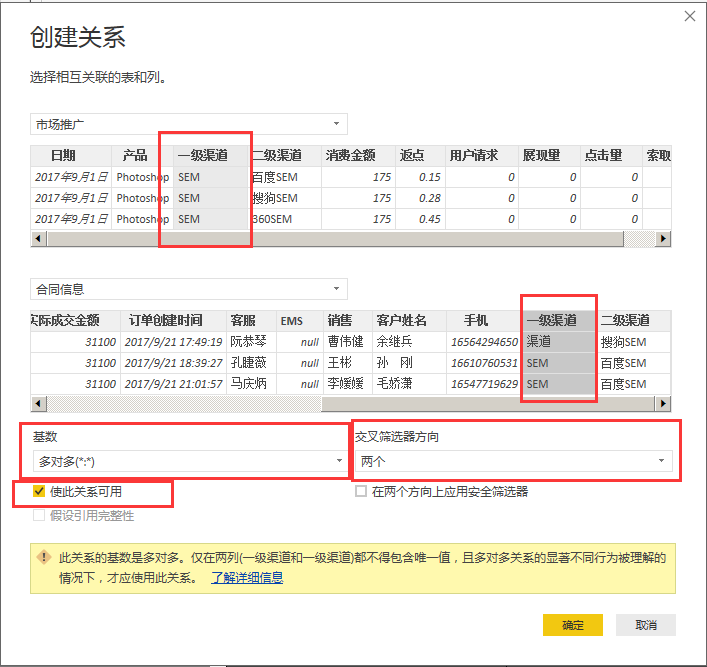 创建关系
选择相互关联的表和列。
市场推广
日期 产品 一级渠道 二级渠道 消费金额 返点 用户请求 展现量 点击量 索取
2017年9月1日 Photoshop SEM 百度SEM 175 0.15 0 0 0
2017年9月1日 Photoshop SEM 搜狗SEM 175 0.28 0 0 0
2017年9月1日 Photoshop SEM 360SEM 175 0.45 0 0 0
合同信息
实际成交金额 订单创建时间 客服 EMS 销售 客户姓名 手机 一级渠道 二级渠道
31100 2017/9/21 17:49:19 阮恭琴 null 曹伟健 余继兵 16564294650 渠道 搜狗SEM
31100 2017/9/21 18:39:27 孔睫薇 null 王彬 孙 刚 16610760531 SEM 百度SEM
31100 2017/9/21 21:01:57 马庆炳 null 李媛媛 毛娇潇 16547719629 SEM 百度SEM
基数 交叉筛选器方向
多对多(*:*) 两个
使此关系可用 在两个方向上应用安全筛选器
假设引用完整性
此关系的基数是多对多。仅在两列(一级渠道和一级渠道)都不得包含唯一值，且多对多关系的显著不同行为被理解的
情况下，才应使用此关系。 了解详细信息
确定 取消